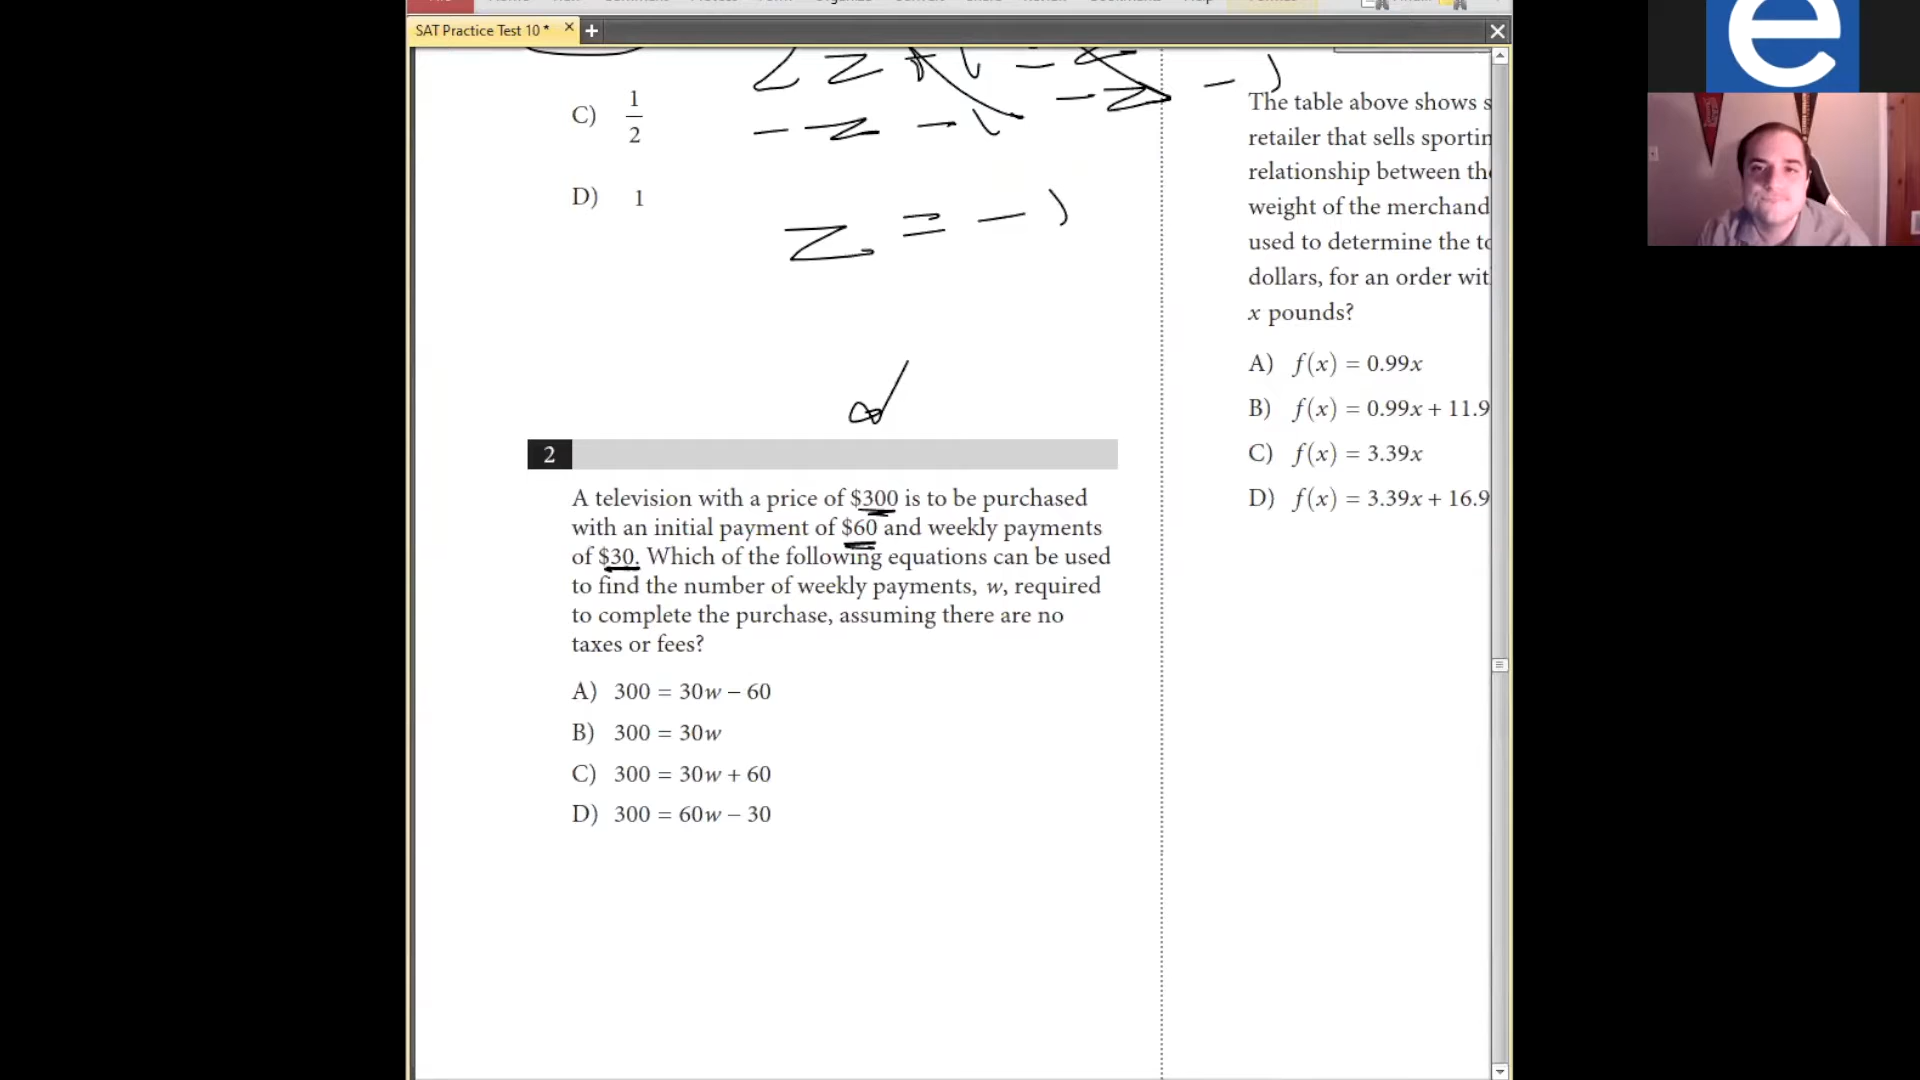 SAT Practice Test 10 *
C) 1
2
D) 1
z = -1
2
A television with a price of $300 is to be purchased
with an initial payment of $60 and weekly payments
of $30. Which of the following equations can be used
to find the number of weekly payments, w, required
to complete the purchase, assuming there are no
taxes or fees?
A) 300 = 30w – 60
B) 300 = 30w
C) 300 = 30w + 60
D) 300 = 60w – 30
The table above shows s
retailer that sells sportin
relationship between the
weight of the merchand
used to determine the to
dollars, for an order wit
x pounds?
A) f(x) = 0.99x
B) f(x) = 0.99x + 11.9
C) f(x) = 3.39x
D) f(x) = 3.39x + 16.9
e